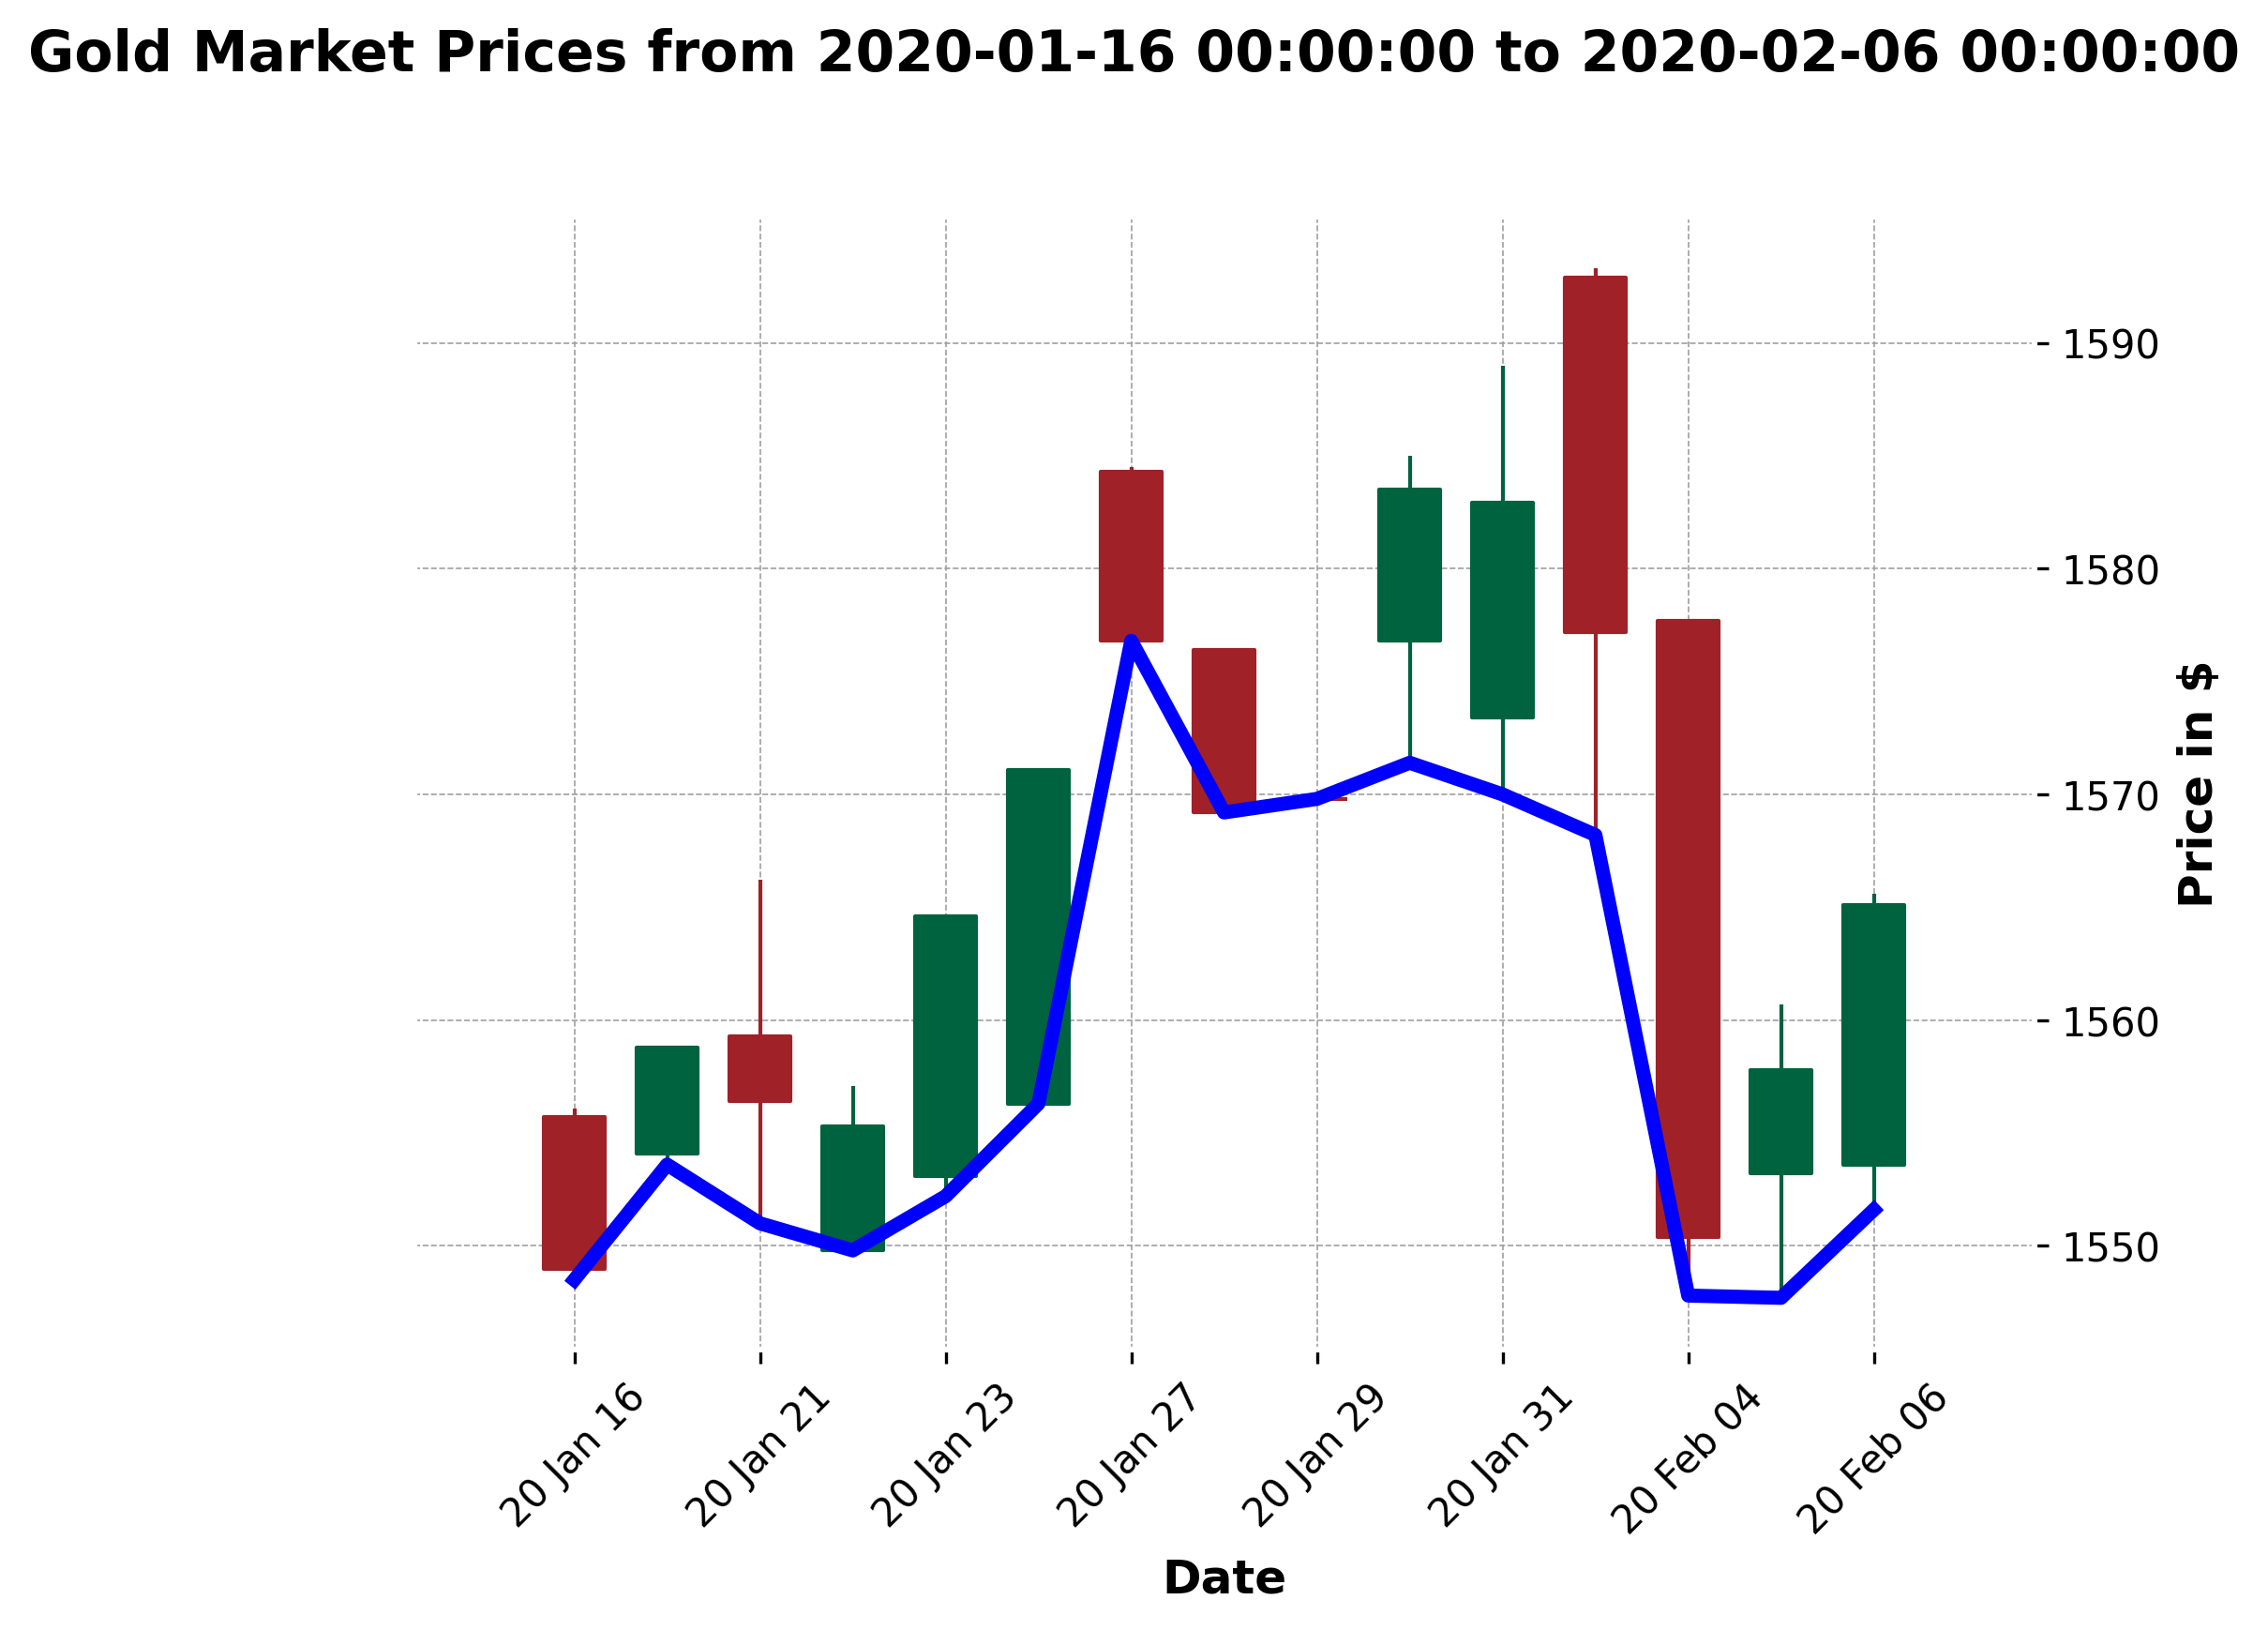 Gold Market Prices from 2020-01-16 00:00:00 to 2020-02-06 00:00:00
1590
1580
1570
1560
1550
Price in $
20 Jan 16
20 Jan 21
20 Jan 23
20 Jan 27
20 Jan 29
20 Jan 31
20 Feb 04
20 Feb 06
Date